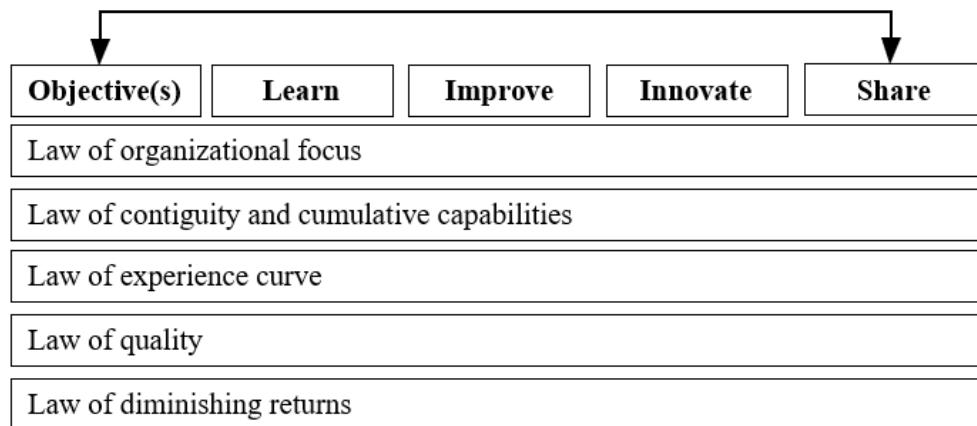 Objective(s) Learn Improve Innovate Share
Law of organizational focus
Law of contiguity and cumulative capabilities
Law of experience curve
Law of quality
Law of diminishing returns